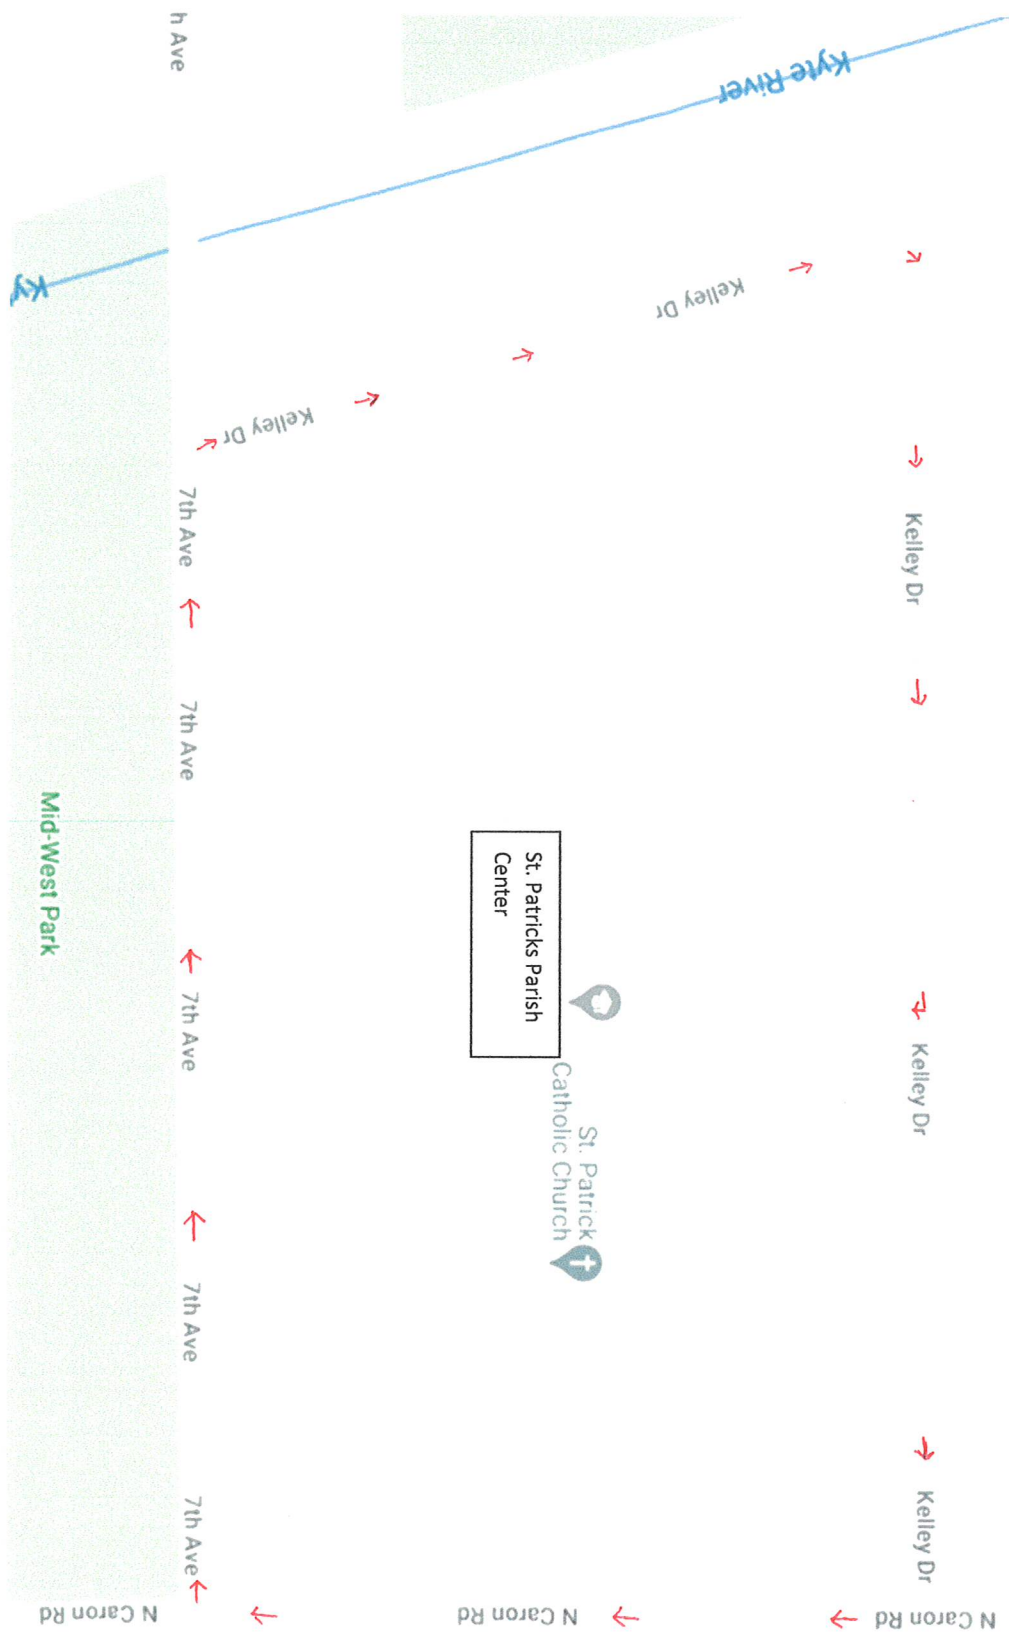 h Ave
Kyte River
Ky
Kelley Dr
Kelley Dr
7th Ave
Kelley Dr
7th Ave
Mid-West Park
St. Patricks Parish
Center
7th Ave
Kelley Dr
St. Patrick
Catholic Church
7th Ave
7th Ave
Kelley Dr
N Caron Rd
N Caron Rd
N Caron Rd